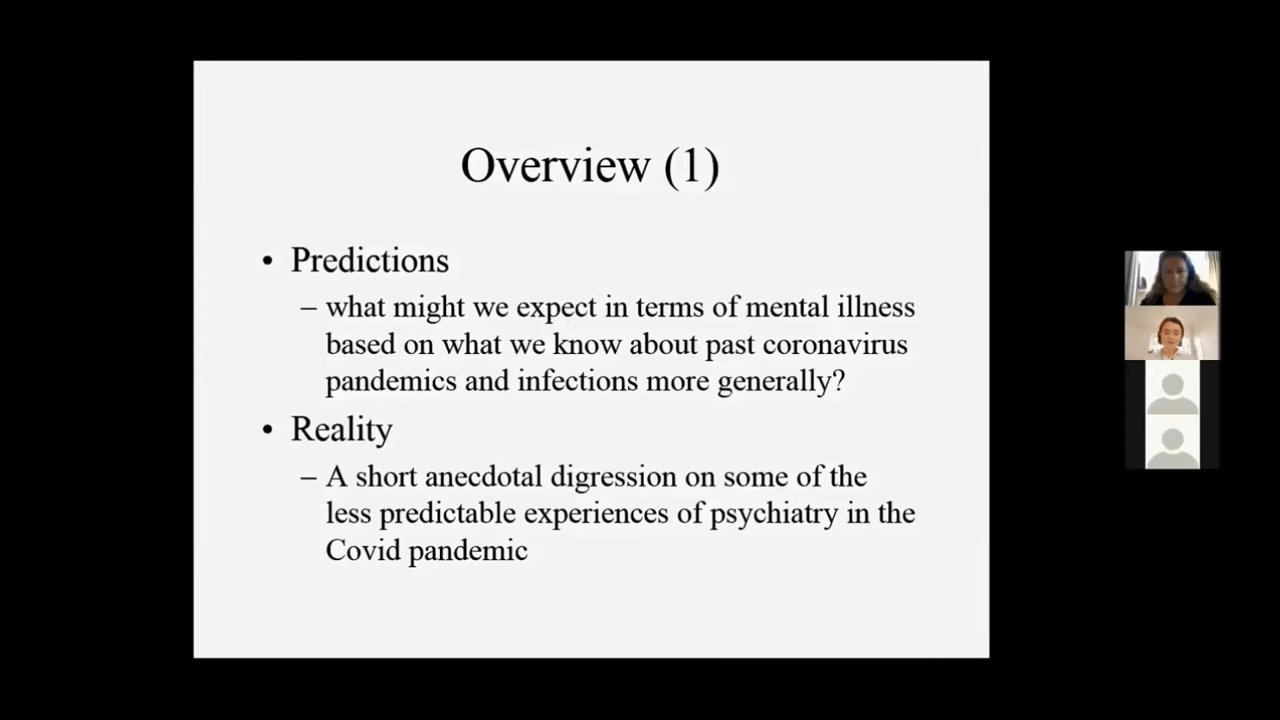 Overview (1)
• Predictions
– what might we expect in terms of mental illness
based on what we know about past coronavirus
pandemics and infections more generally?
• Reality
– A short anecdotal digression on some of the
less predictable experiences of psychiatry in the
Covid pandemic